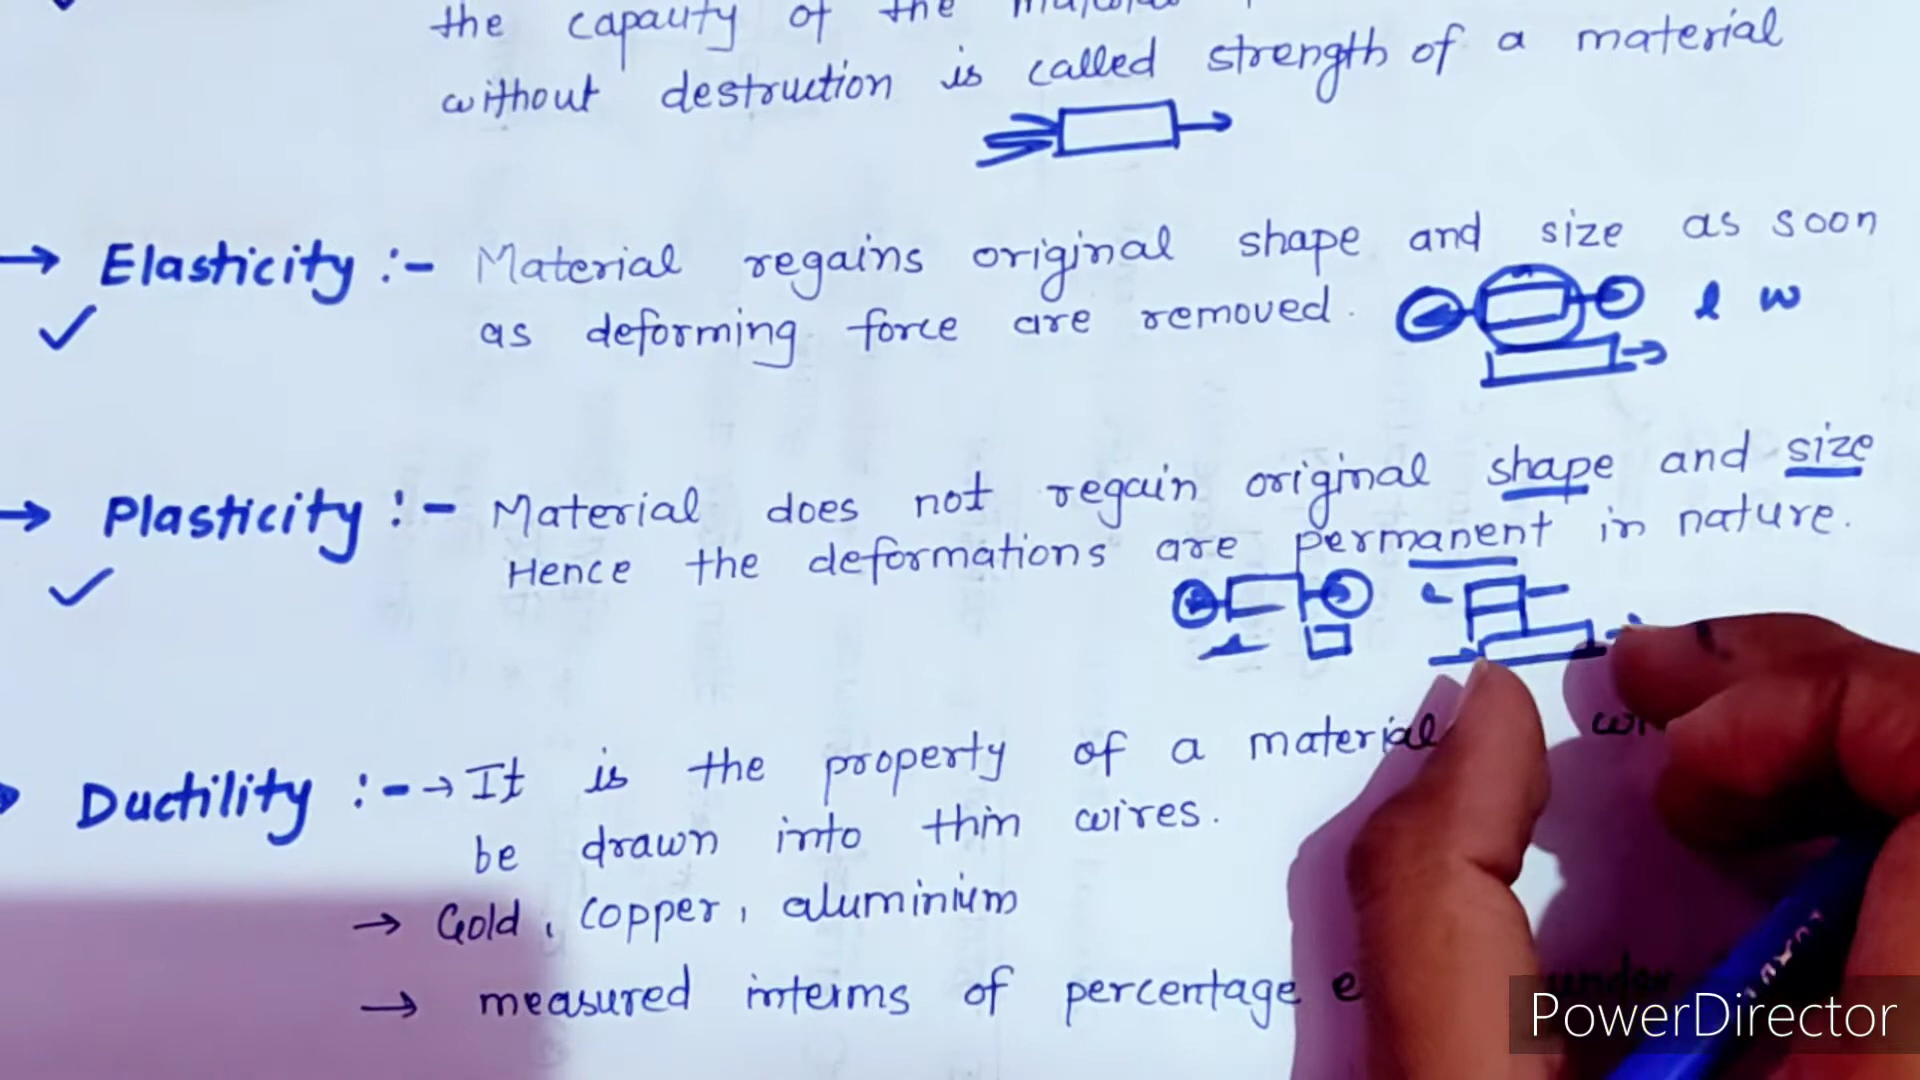 the capacity of the
without destruction is called strength of a material
→ Elasticity :- Material regains original shape and size as soon
as deforming force are removed.
l w
→ Plasticity :- Material does not regain original shape and size
Hence the deformations are permanent in nature.
Ductility :- → It is the property of a material
be drawn into thin wires.
→ Gold, Copper, aluminium
→ measured interms of percentage
under
PowerDirector